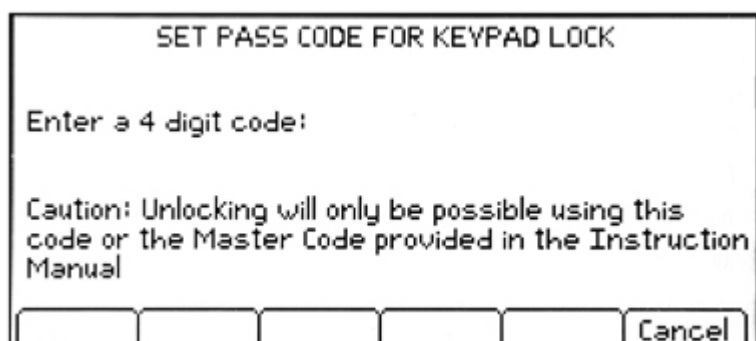 SET PASS CODE FOR KEYPAD LOCK
Enter a 4 digit code:
Caution: Unlocking will only be possible using this
code or the Master Code provided in the Instruction
Manual
Cancel